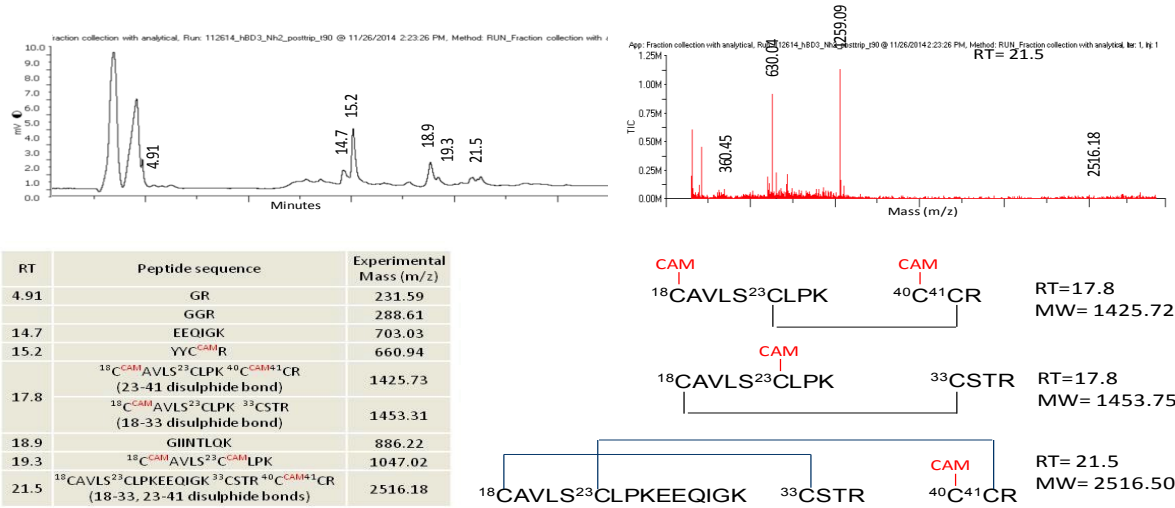 raction collection with analytical, Run: 112614_hBD3_Nh2_posttrip_t90 @ 11/26/2014 2:23:26 PM, Method: RUN_Fraction collection with
10.0
9.0
8.0
7.0
6.0
5.0
4.0
3.0
2.0
1.0
0.0
mV
4.91
14.7
15.2
18.9
19.3
21.5
Minutes
App: Fraction collection with analytical, Run: 112614_hBD3_Nh2_posttrip_t90 @ 11/26/2014 2:23:26 PM, Method: RUN_Fraction collection with analytical, Iter: 1, Inj: 1
RT= 21.5
1.25M
1.00M
0.75M
0.50M
0.25M
0.00M
TIC
360.45
630.04
1259.09
2516.18
Mass (m/z)
RT Peptide sequence Experimental
Mass (m/z)
4.91 GR 231.59
GGR 288.61
14.7 EEQIGK 703.03
15.2 YYCᶜᴬᴹR 660.94
17.8
¹⁸CᶜᴬᴹAVLS²³CLPK ⁴⁰Cᶜᴬᴹ⁴¹CR 1425.73
(23-41 disulphide bond)
¹⁸CᶜᴬᴹAVLS²³CLPK ³³CSTR 1453.31
(18-33 disulphide bond)
18.9 GIINTLQK 886.22
19.3 ¹⁸CᶜᴬᴹAVLS²³CᶜᴬᴹLPK 1047.02
21.5 ¹⁸CAVLS²³CLPKEEQIGK ³³CSTR ⁴⁰Cᶜᴬᴹ⁴¹CR 2516.18
(18-33, 23-41 disulphide bonds)
CAM CAM
¹⁸CAVLS²³CLPK ⁴⁰C⁴¹CR
RT=17.8
MW= 1425.72
CAM
¹⁸CAVLS²³CLPK ³³CSTR
RT=17.8
MW= 1453.75
CAM
¹⁸CAVLS²³CLPKEEQIGK ³³CSTR ⁴⁰C⁴¹CR
RT= 21.5
MW= 2516.50